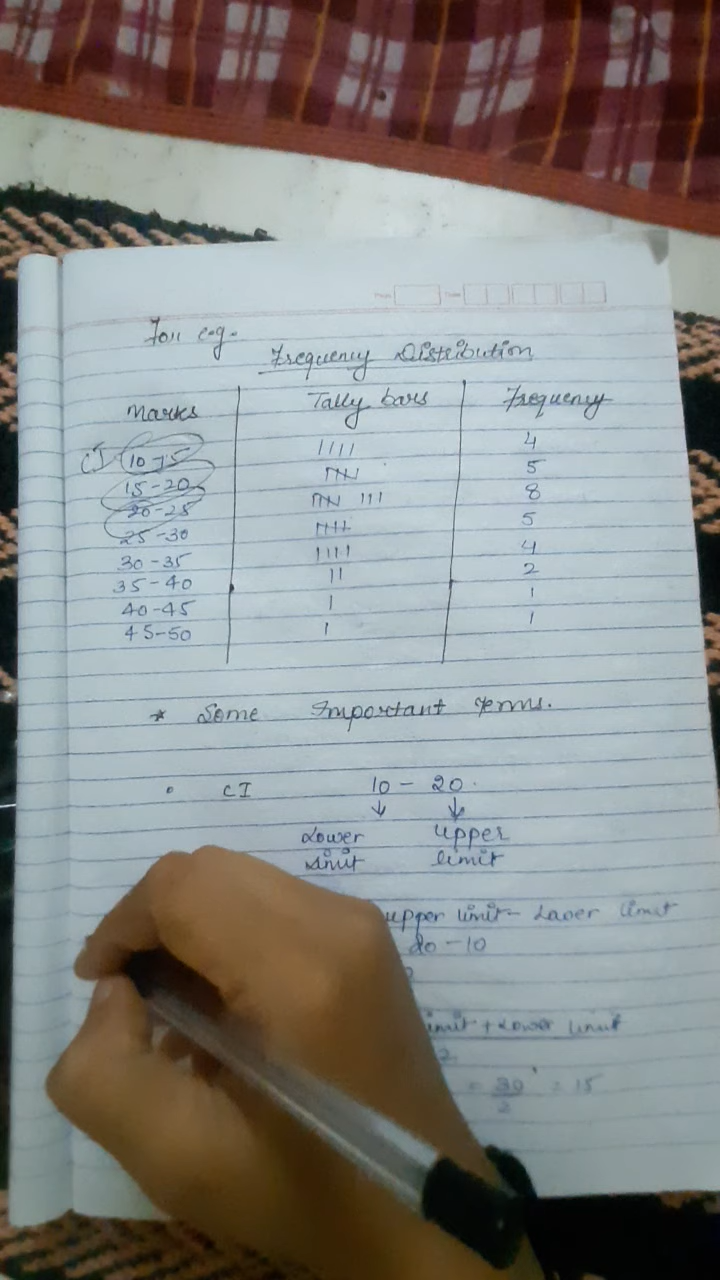 For e.g.
Frequency Distribution
Marks Tally bars Frequency
CI 10-15 |||| 4
15-20 𝍸 5
20-25 𝍸 ||| 8
25-30 𝍸 5
30-35 |||| 4
35-40 || 2
40-45 | 1
45-50 | 1
* Some Important Terms.
• CI 10 - 20.
↓ ↓
Lower Upper
limit limit
upper limit - Lower limit
20 - 10
limit + Lower limit
2
= 30/2 = 15